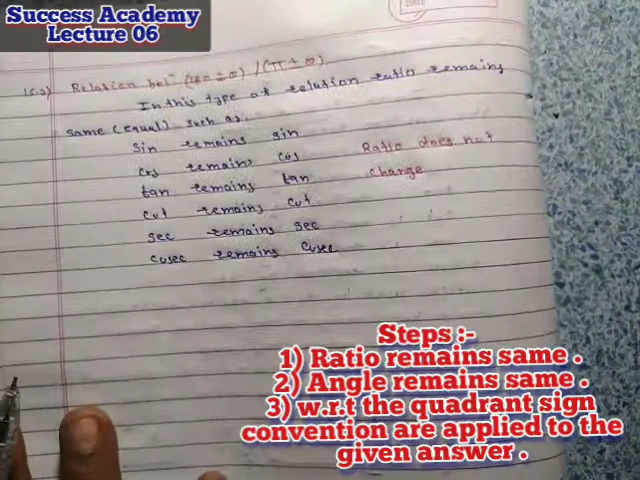 Success Academy
Lecture 06
Relation betn (180 ± θ) / (π ± θ)
In this type of relation ratio remains
same (equal) such as.
sin remains sin
cos remains cos
Ratio does not
tan remains tan
change
cot remains cot
sec remains sec
cosec remains cosec
Steps :-
1) Ratio remains same .
2) Angle remains same .
3) w.r.t the quadrant sign
convention are applied to the
given answer .